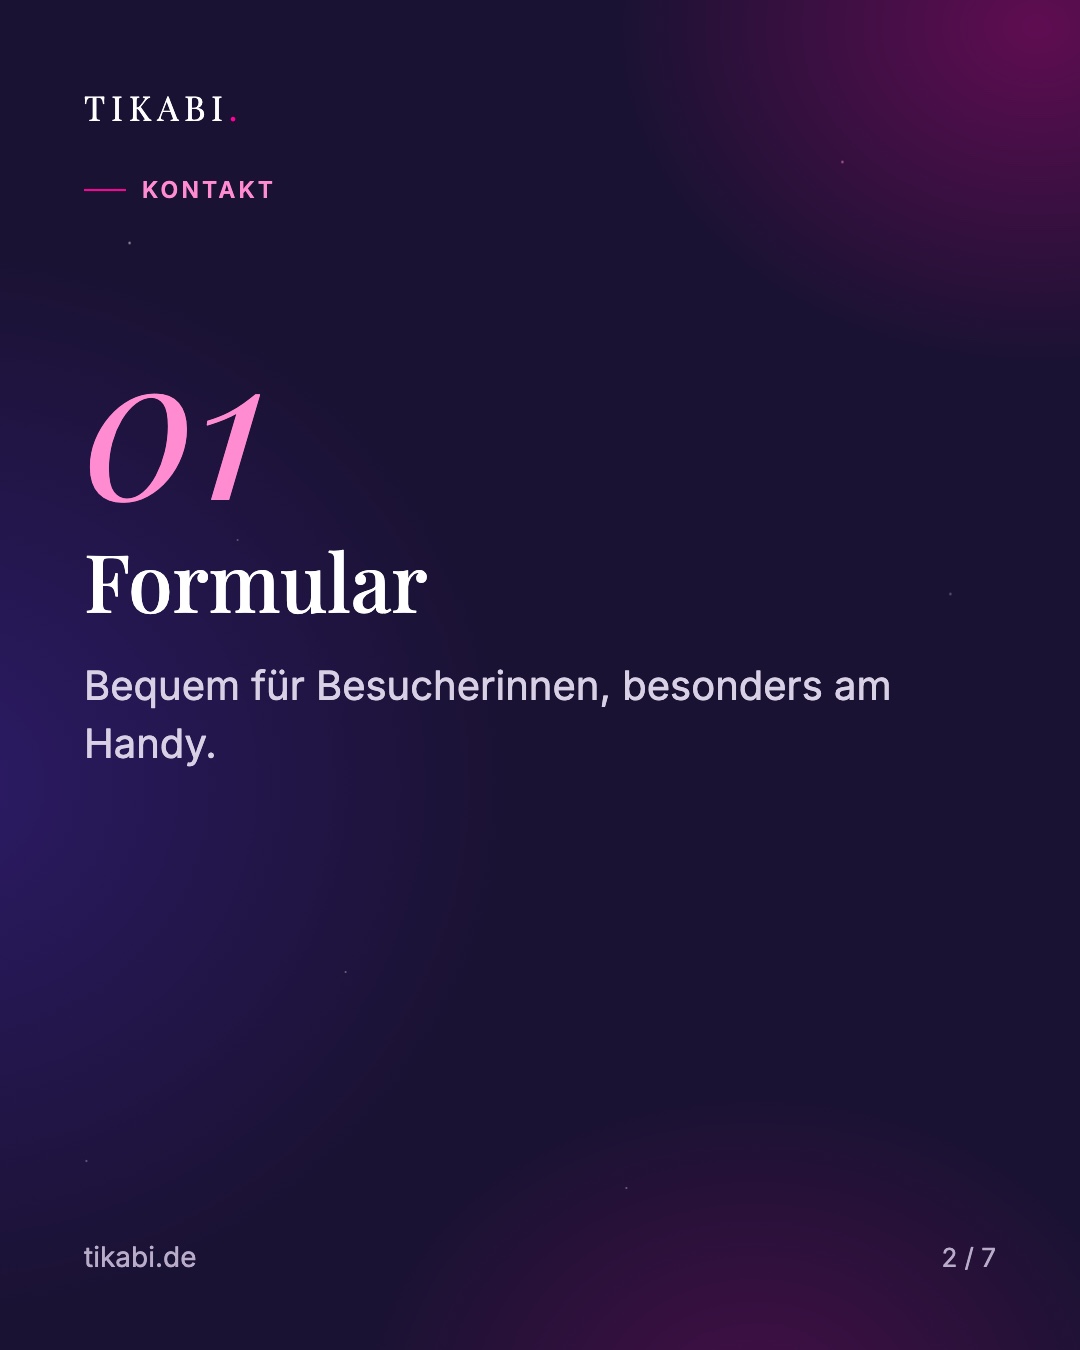 TIKABI.
KONTAKT
01
Formular
Bequem für Besucherinnen, besonders am
Handy.
tikabi.de
2 / 7